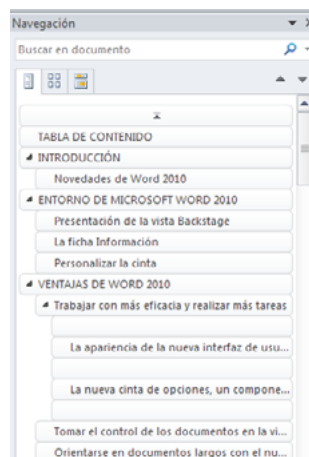 Navegación
Buscar en documento
TABLA DE CONTENIDO
INTRODUCCIÓN
Novedades de Word 2010
ENTORNO DE MICROSOFT WORD 2010
Presentación de la vista Backstage
La ficha Información
Personalizar la cinta
VENTAJAS DE WORD 2010
Trabajar con más eficacia y realizar más tareas
La apariencia de la nueva interfaz de usu...
La nueva cinta de opciones, un compone...
Tomar el control de los documentos en la vi...
Orientarse en documentos largos con el nu...